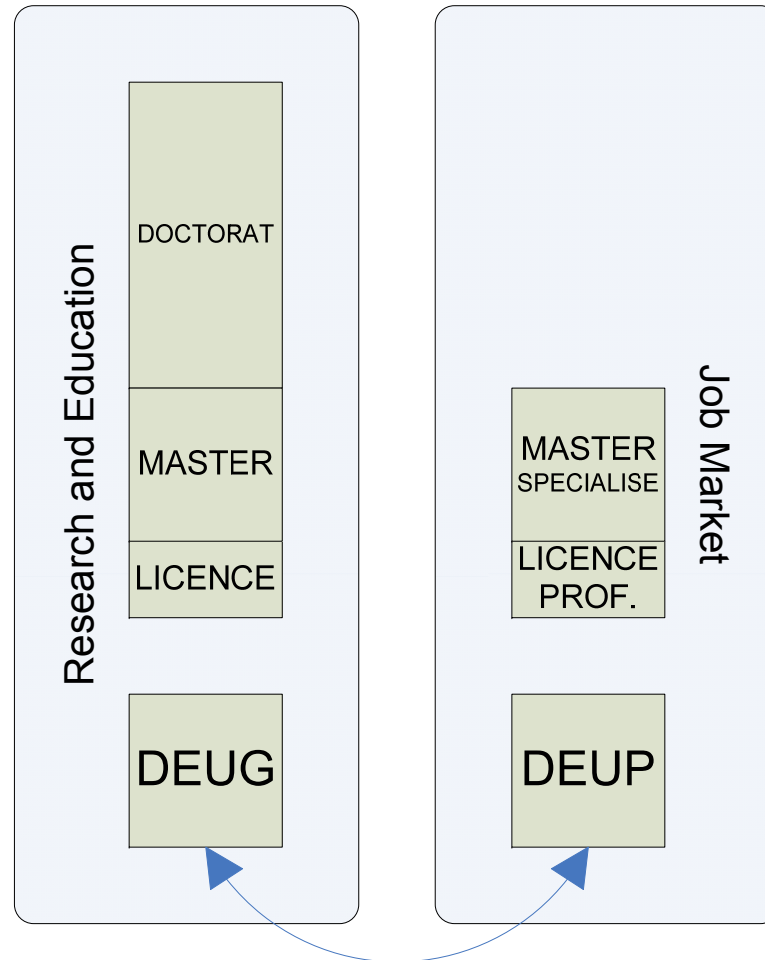 Research and Education
DOCTORAT
MASTER
LICENCE
DEUG
Job Market
MASTER
SPECIALISE
LICENCE
PROF.
DEUP